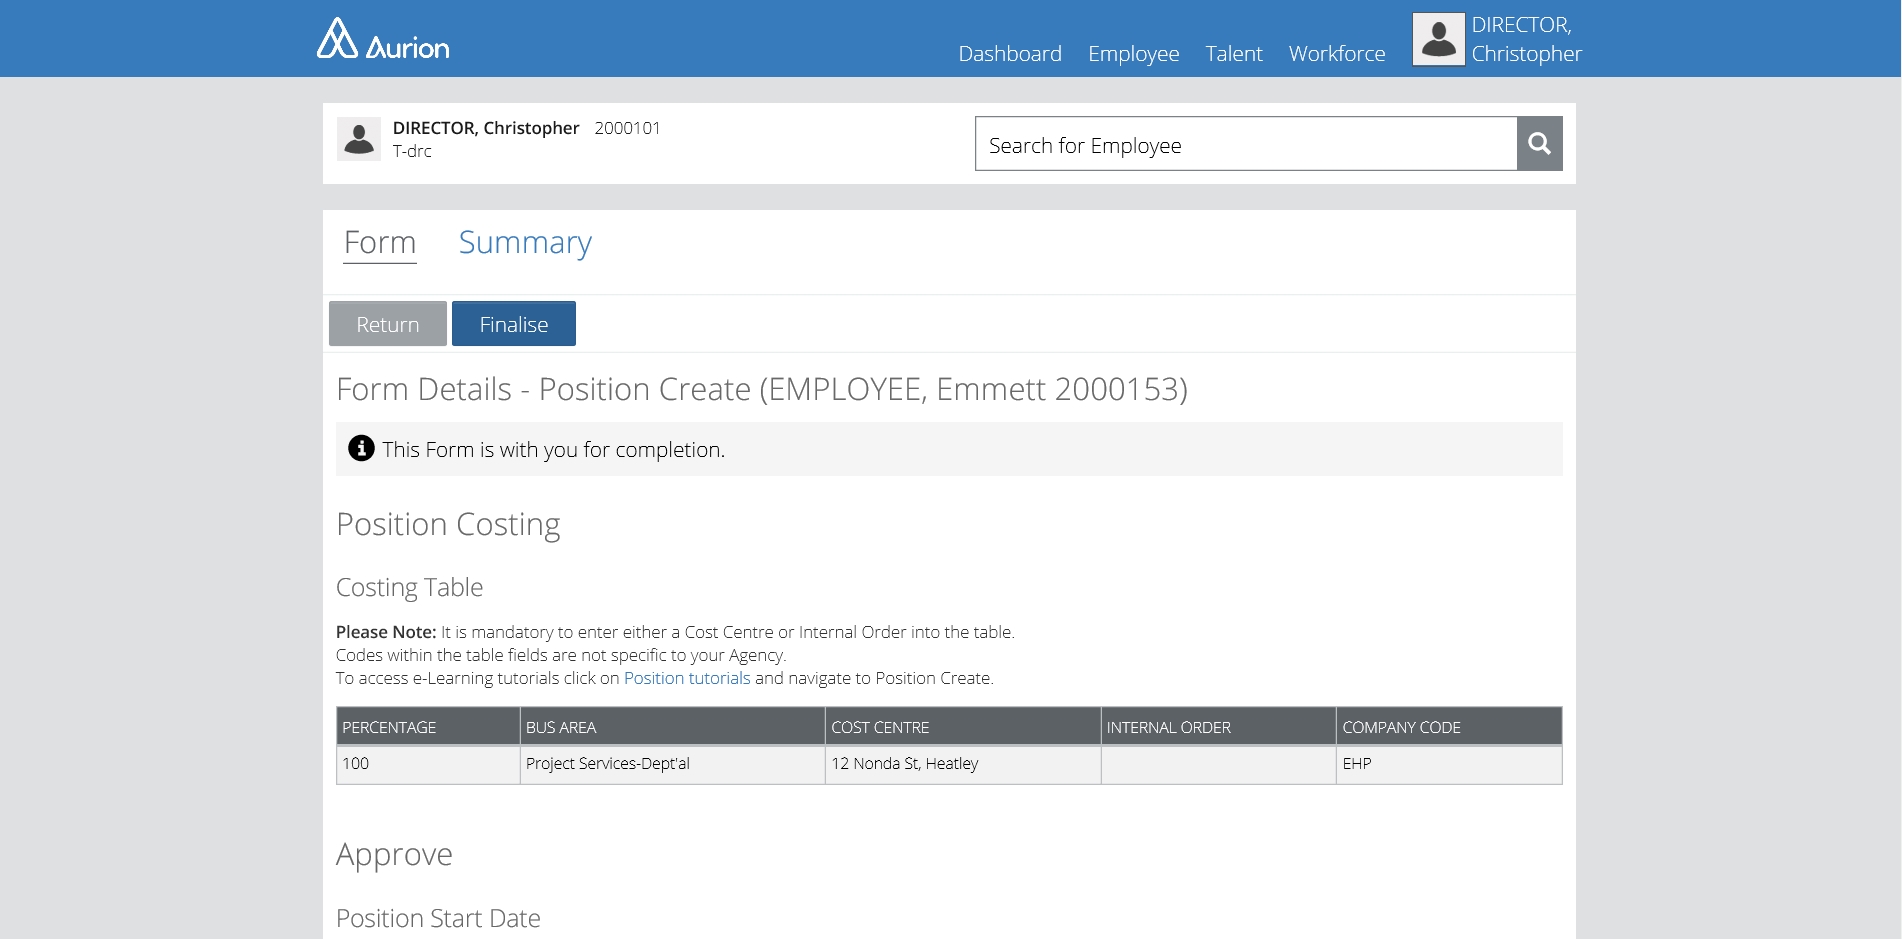 Aurion
Dashboard Employee Talent Workforce DIRECTOR,
Christopher
DIRECTOR, Christopher 2000101
T-drc
Search for Employee
Form Summary
Return Finalise
Form Details - Position Create (EMPLOYEE, Emmett 2000153)
This Form is with you for completion.
Position Costing
Costing Table
Please Note: It is mandatory to enter either a Cost Centre or Internal Order into the table.
Codes within the table fields are not specific to your Agency.
To access e-Learning tutorials click on Position tutorials and navigate to Position Create.
PERCENTAGE BUS AREA COST CENTRE INTERNAL ORDER COMPANY CODE
100 Project Services-Dept'al 12 Nonda St, Heatley EHP
Approve
Position Start Date